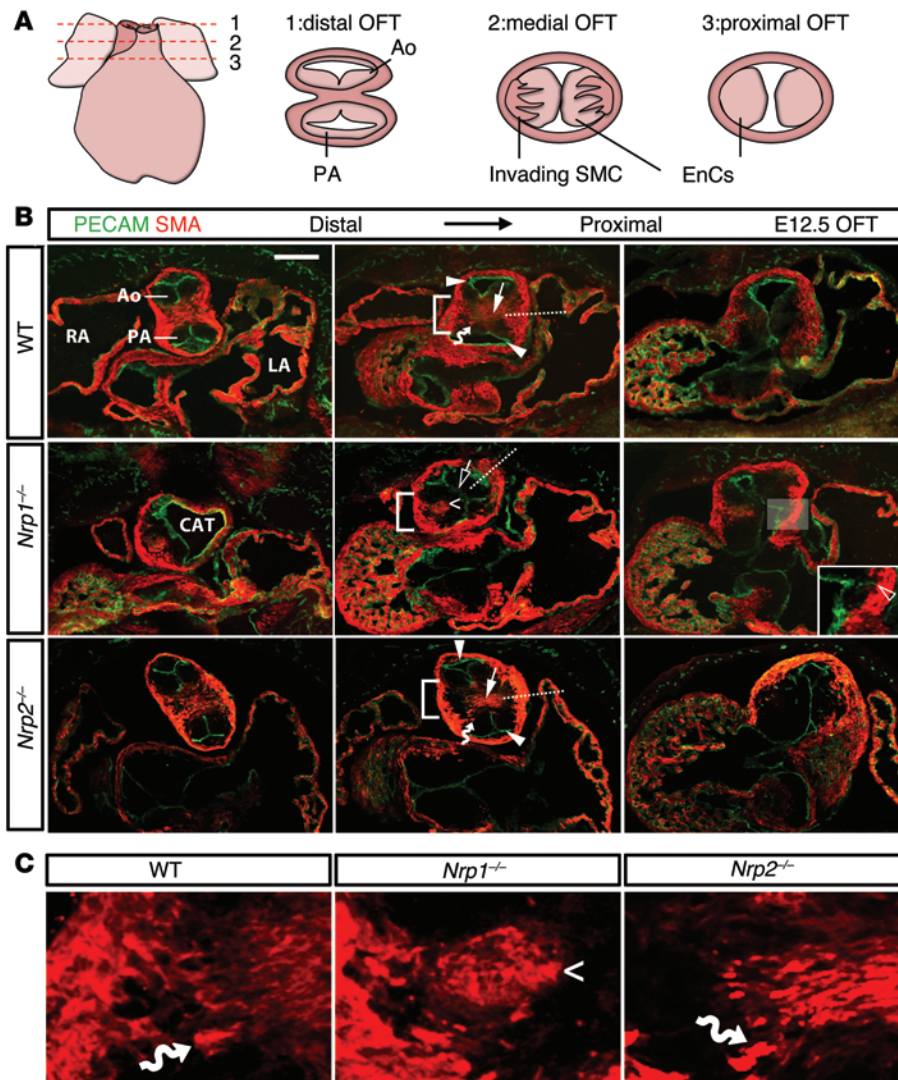 A
1
2
3
1:distal OFT
Ao
PA
2:medial OFT
Invading SMC
3:proximal OFT
EnCs
B
PECAM SMA Distal Proximal E12.5 OFT
WT
Ao
RA
PA
LA
Nrp1–/–
CAT
Nrp2–/–
C
WT
Nrp1–/–
Nrp2–/–